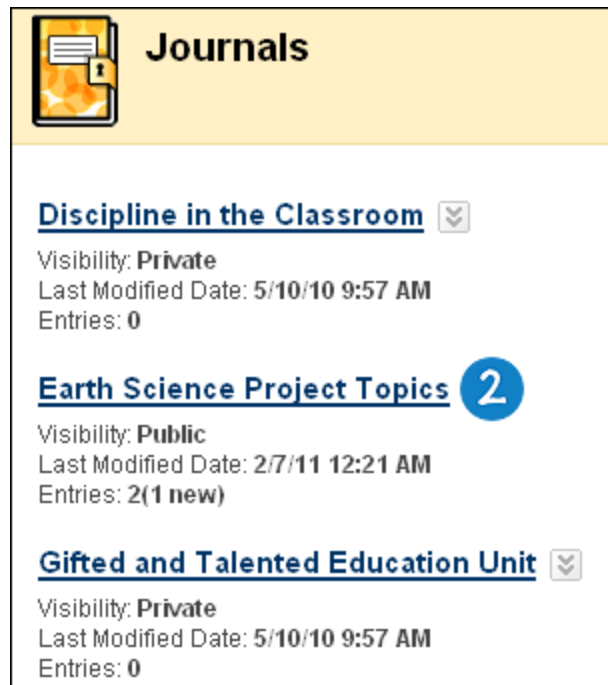 Journals
Discipline in the Classroom
Visibility: Private
Last Modified Date: 5/10/10 9:57 AM
Entries: 0
Earth Science Project Topics 2
Visibility: Public
Last Modified Date: 2/7/11 12:21 AM
Entries: 2(1 new)
Gifted and Talented Education Unit
Visibility: Private
Last Modified Date: 5/10/10 9:57 AM
Entries: 0